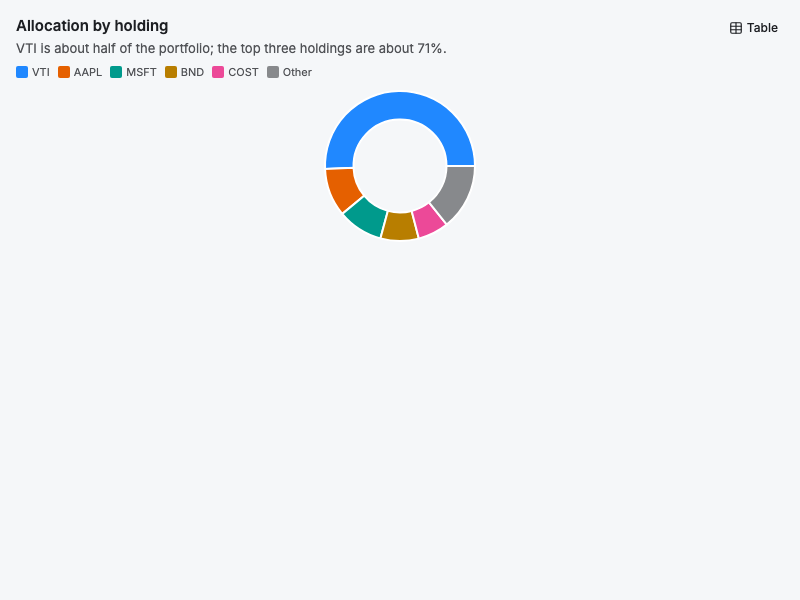 Allocation by holding
Table
VTI is about half of the portfolio; the top three holdings are about 71%.
VTI AAPL MSFT BND COST Other